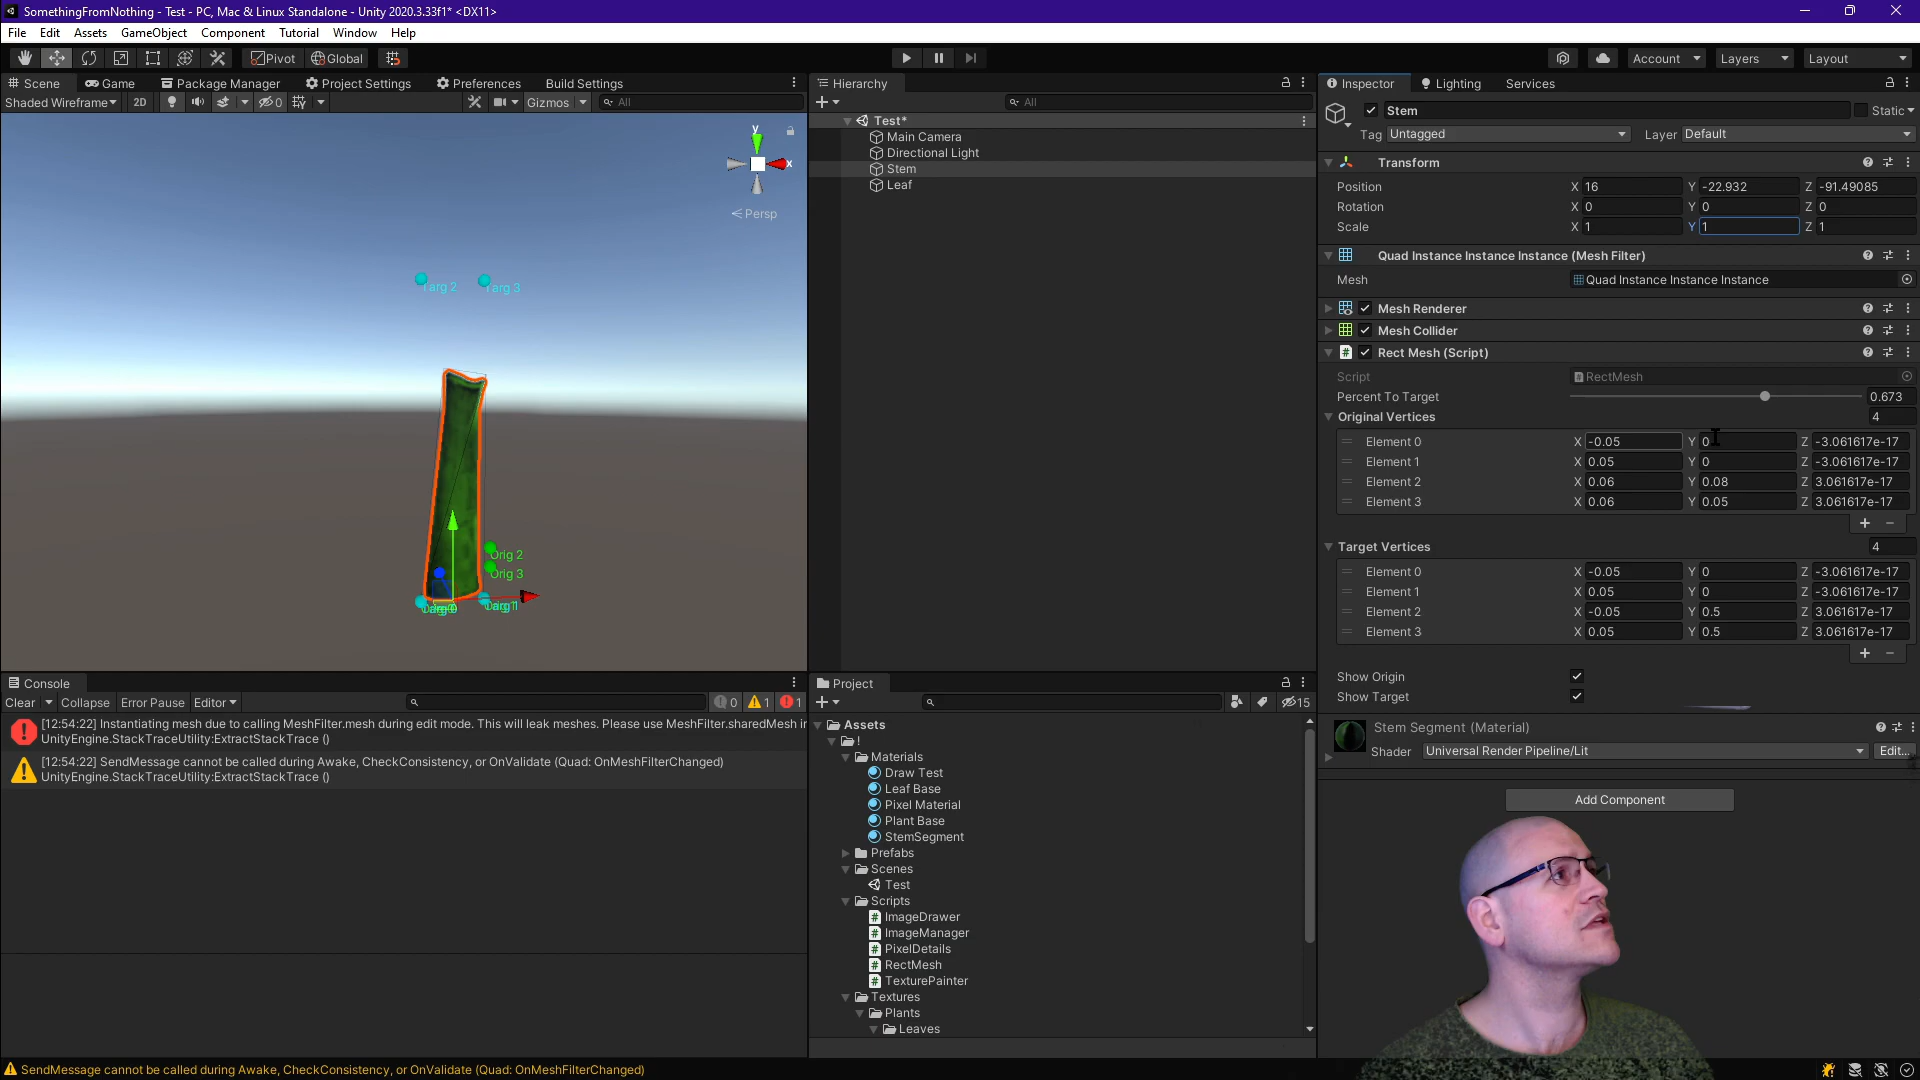 SomethingFromNothing - Test - PC, Mac & Linux Standalone - Unity 2020.3.33f1* <DX11>
File Edit Assets GameObject Component Tutorial Window Help
Pivot Global Account Layers Layout
Scene Game Package Manager Project Settings Preferences Build Settings
Shaded Wireframe 2D 0 Gizmos All
y
x
Persp
Targ 2 Targ 3
Orig 2
Orig 3
Hierarchy
All
Test*
Main Camera
Directional Light
Stem
Leaf
Inspector Lighting Services
Stem Static
Tag Untagged Layer Default
Transform
Position X 16 Y -22.932 Z -91.49085
Rotation X 0 Y 0 Z 0
Scale X 1 Y 1 Z 1
Quad Instance Instance Instance (Mesh Filter)
Mesh Quad Instance Instance Instance
Mesh Renderer
Mesh Collider
# Rect Mesh (Script)
Script RectMesh
Percent To Target 0.673
Original Vertices 4
Element 0 X -0.05 Y 0 Z -3.061617e-17
Element 1 X 0.05 Y 0 Z -3.061617e-17
Element 2 X 0.06 Y 0.08 Z 3.061617e-17
Element 3 X 0.06 Y 0.05 Z 3.061617e-17
+ -
Target Vertices 4
Element 0 X -0.05 Y 0 Z -3.061617e-17
Element 1 X 0.05 Y 0 Z -3.061617e-17
Element 2 X -0.05 Y 0.5 Z 3.061617e-17
Element 3 X 0.05 Y 0.5 Z 3.061617e-17
+ -
Show Origin
Show Target
Stem Segment (Material)
Shader Universal Render Pipeline/Lit Edit...
Add Component
Console
Clear Collapse Error Pause Editor 0 1 1
[12:54:22] Instantiating mesh due to calling MeshFilter.mesh during edit mode. This will leak meshes. Please use MeshFilter.sharedMesh in
UnityEngine.StackTraceUtility:ExtractStackTrace ()
[12:54:22] SendMessage cannot be called during Awake, CheckConsistency, or OnValidate (Quad: OnMeshFilterChanged)
UnityEngine.StackTraceUtility:ExtractStackTrace ()
Project
15
Assets
!
Materials
Draw Test
Leaf Base
Pixel Material
Plant Base
StemSegment
Prefabs
Scenes
Test
Scripts
# ImageDrawer
# ImageManager
# PixelDetails
# RectMesh
# TexturePainter
Textures
Plants
Leaves
SendMessage cannot be called during Awake, CheckConsistency, or OnValidate (Quad: OnMeshFilterChanged)